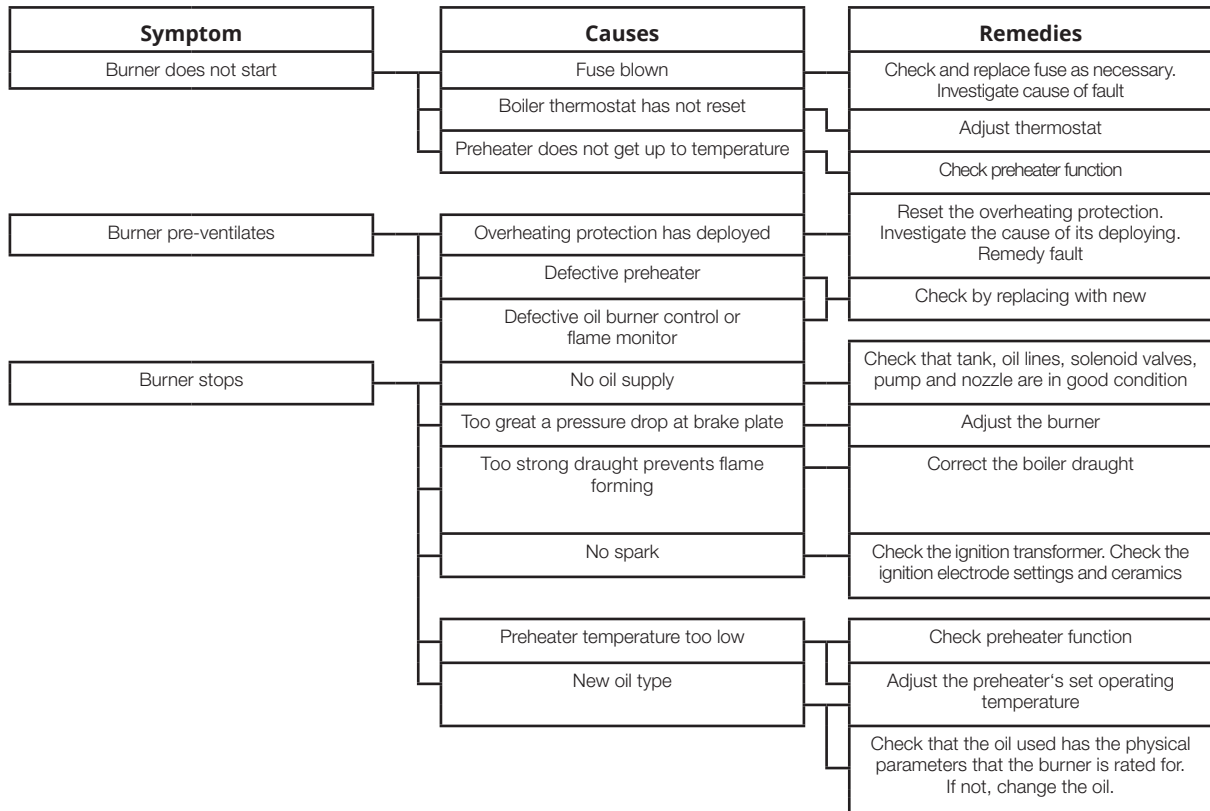 Symptom
Causes
Remedies
Burner does not start
Fuse blown
Check and replace fuse as necessary.
Investigate cause of fault
Boiler thermostat has not reset
Adjust thermostat
Preheater does not get up to temperature
Check preheater function
Burner pre-ventilates
Overheating protection has deployed
Reset the overheating protection.
Investigate the cause of its deploying.
Remedy fault
Defective preheater
Check by replacing with new
Defective oil burner control or
flame monitor
Burner stops
No oil supply
Check that tank, oil lines, solenoid valves,
pump and nozzle are in good condition
Too great a pressure drop at brake plate
Adjust the burner
Too strong draught prevents flame
forming
Correct the boiler draught
No spark
Check the ignition transformer. Check the
ignition electrode settings and ceramics
Preheater temperature too low
Check preheater function
New oil type
Adjust the preheater‘s set operating
temperature
Check that the oil used has the physical
parameters that the burner is rated for.
If not, change the oil.